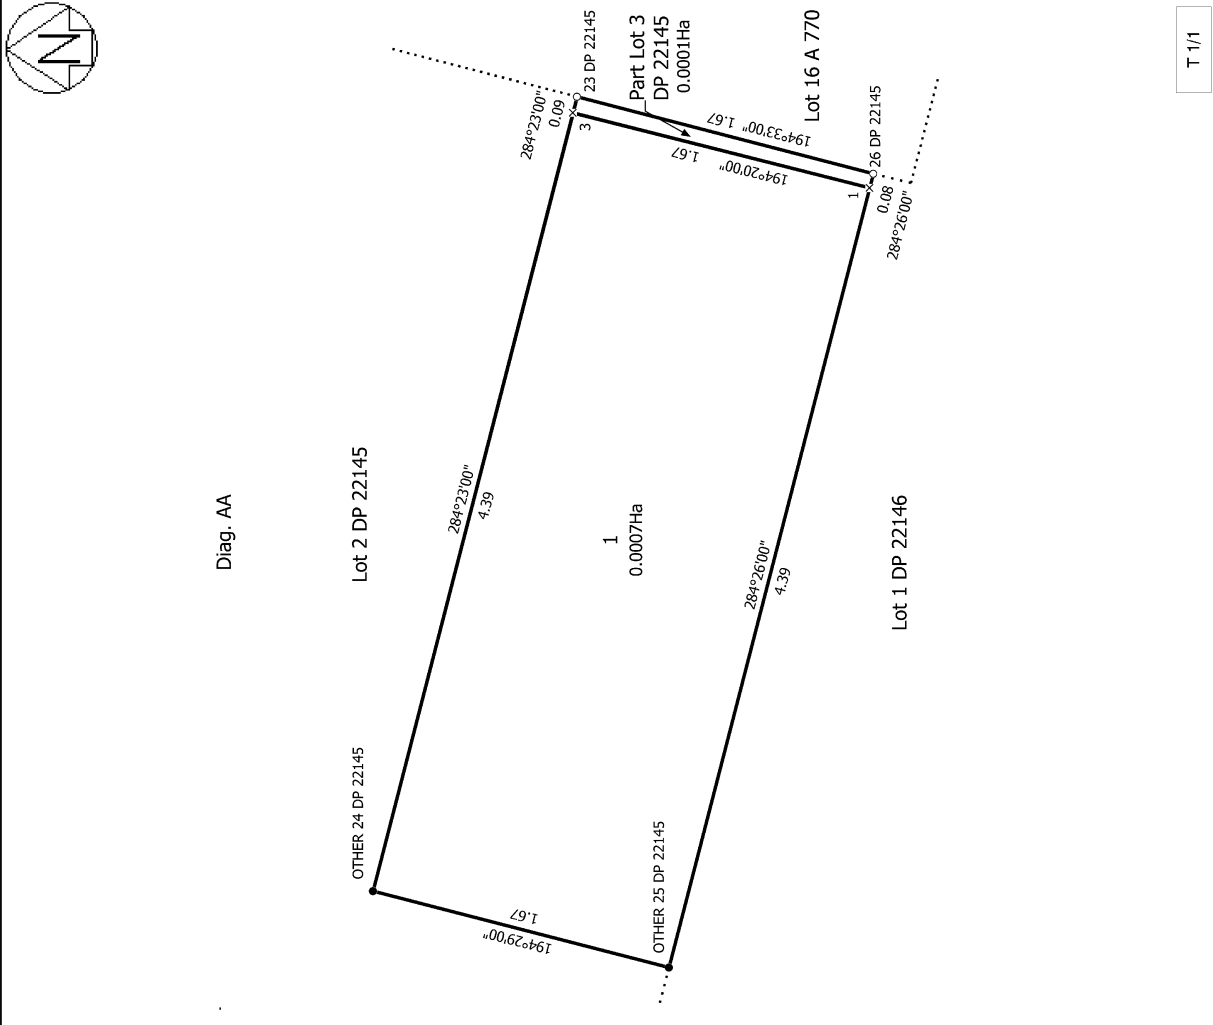 N
T 1/1
Diag. AA
Lot 2 DP 22145
OTHER 24 DP 22145
284°23'00"
4.39
284°23'00"
0.09
23 DP 22145
3
Part Lot 3
DP 22145
0.0001Ha
Lot 16 A 770
194°33'00" 1.67
194°20'00" 1.67
26 DP 22145
1
0.08
284°26'00"
1
0.0007Ha
284°26'00"
4.39
Lot 1 DP 22146
OTHER 25 DP 22145
1.67
194°29'00"